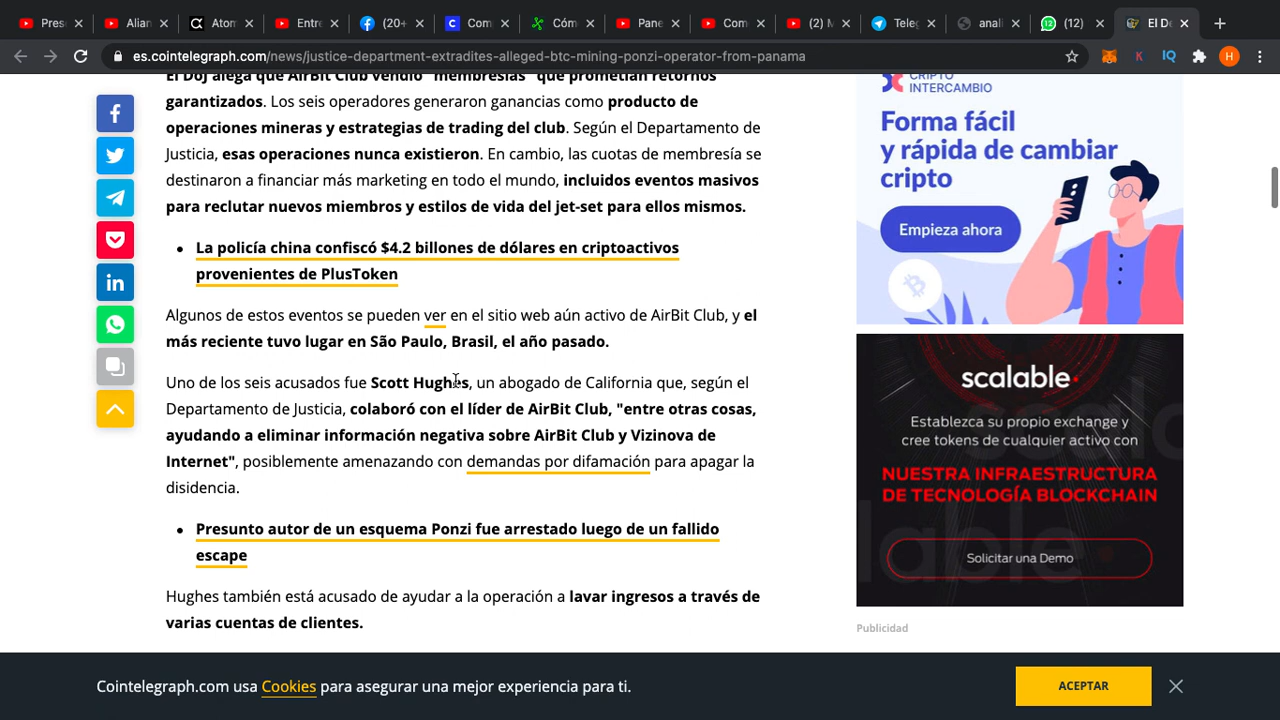 Pres
Alian
Atom
Entre
(20+
Com
Cóm
Pane
Com
(2) M
Teleg
anali
(12)
El Do
es.cointelegraph.com/news/justice-department-extradites-alleged-btc-mining-ponzi-operator-from-panama
K
IQ
H
El DoJ alega que AirBit Club vendió "membresías" que prometían retornos
garantizados. Los seis operadores generaron ganancias como producto de
operaciones mineras y estrategias de trading del club. Según el Departamento de
Justicia, esas operaciones nunca existieron. En cambio, las cuotas de membresía se
destinaron a financiar más marketing en todo el mundo, incluidos eventos masivos
para reclutar nuevos miembros y estilos de vida del jet-set para ellos mismos.
La policía china confiscó $4.2 billones de dólares en criptoactivos
provenientes de PlusToken
Algunos de estos eventos se pueden ver en el sitio web aún activo de AirBit Club, y el
más reciente tuvo lugar en São Paulo, Brasil, el año pasado.
Uno de los seis acusados fue Scott Hughes, un abogado de California que, según el
Departamento de Justicia, colaboró con el líder de AirBit Club, "entre otras cosas,
ayudando a eliminar información negativa sobre AirBit Club y Vizinova de
Internet", posiblemente amenazando con demandas por difamación para apagar la
disidencia.
Presunto autor de un esquema Ponzi fue arrestado luego de un fallido
escape
Hughes también está acusado de ayudar a la operación a lavar ingresos a través de
varias cuentas de clientes.
CRIPTO
INTERCAMBIO
Forma fácil
y rápida de cambiar
cripto
Empieza ahora
scalable
Establezca su propio exchange y
cree tokens de cualquier activo con
NUESTRA INFRAESTRUCTURA
DE TECNOLOGÍA BLOCKCHAIN
Solicitar una Demo
Publicidad
Cointelegraph.com usa Cookies para asegurar una mejor experiencia para ti.
ACEPTAR